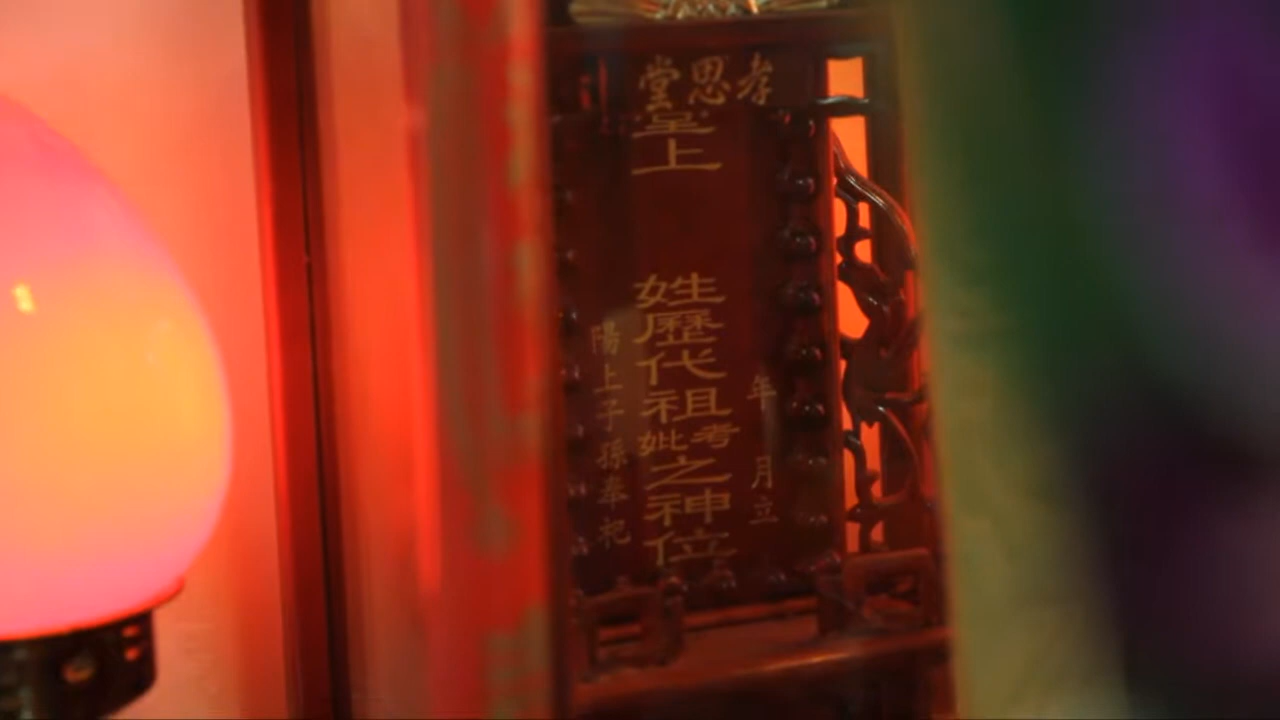 孝思堂
年 月立
堂上 姓歷代祖考妣之神位
陽上子孫奉祀